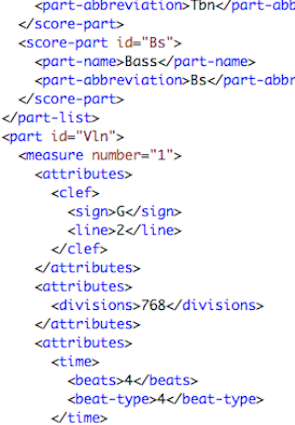 <part-abbreviation>Tbn</part-abb
</score-part>
<score-part id="Bs">
<part-name>Bass</part-name>
<part-abbreviation>Bs</part-abbr
</score-part>
</part-list>
<part id="Vln">
<measure number="1">
<attributes>
<clef>
<sign>G</sign>
<line>2</line>
</clef>
</attributes>
<attributes>
<divisions>768</divisions>
</attributes>
<attributes>
<time>
<beats>4</beats>
<beat-type>4</beat-type>
</time>